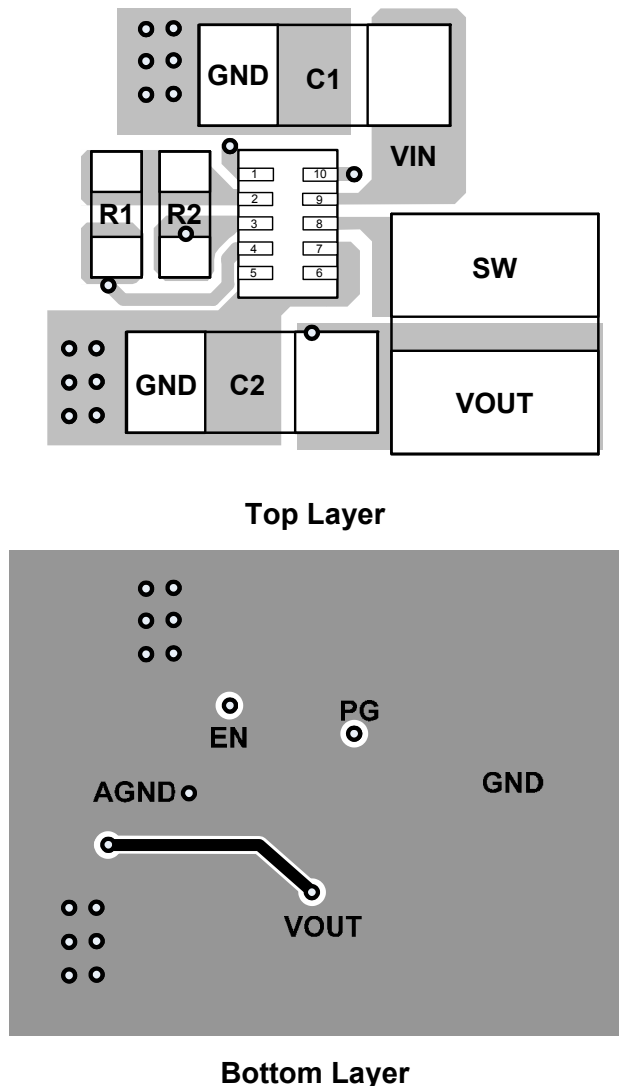 GND C1
VIN
1 10
2 9
3 8
4 7
5 6
R1 R2
SW
GND C2
VOUT
Top Layer
EN
PG
AGND
GND
VOUT
Bottom Layer